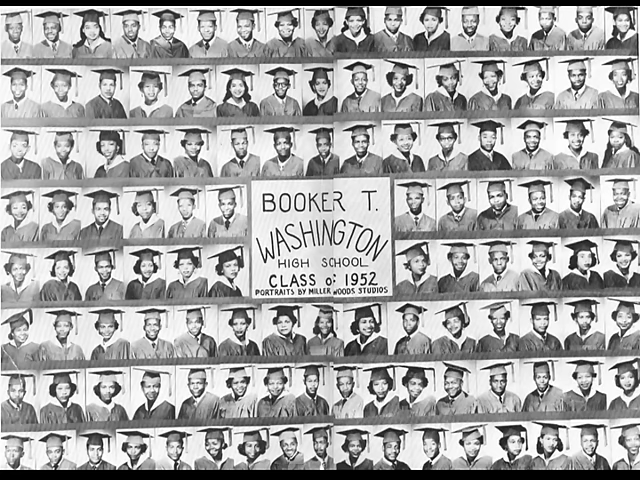 BOOKER T.
WASHINGTON
HIGH SCHOOL
CLASS of 1952
PORTRAITS BY MILLER WOODS STUDIOS